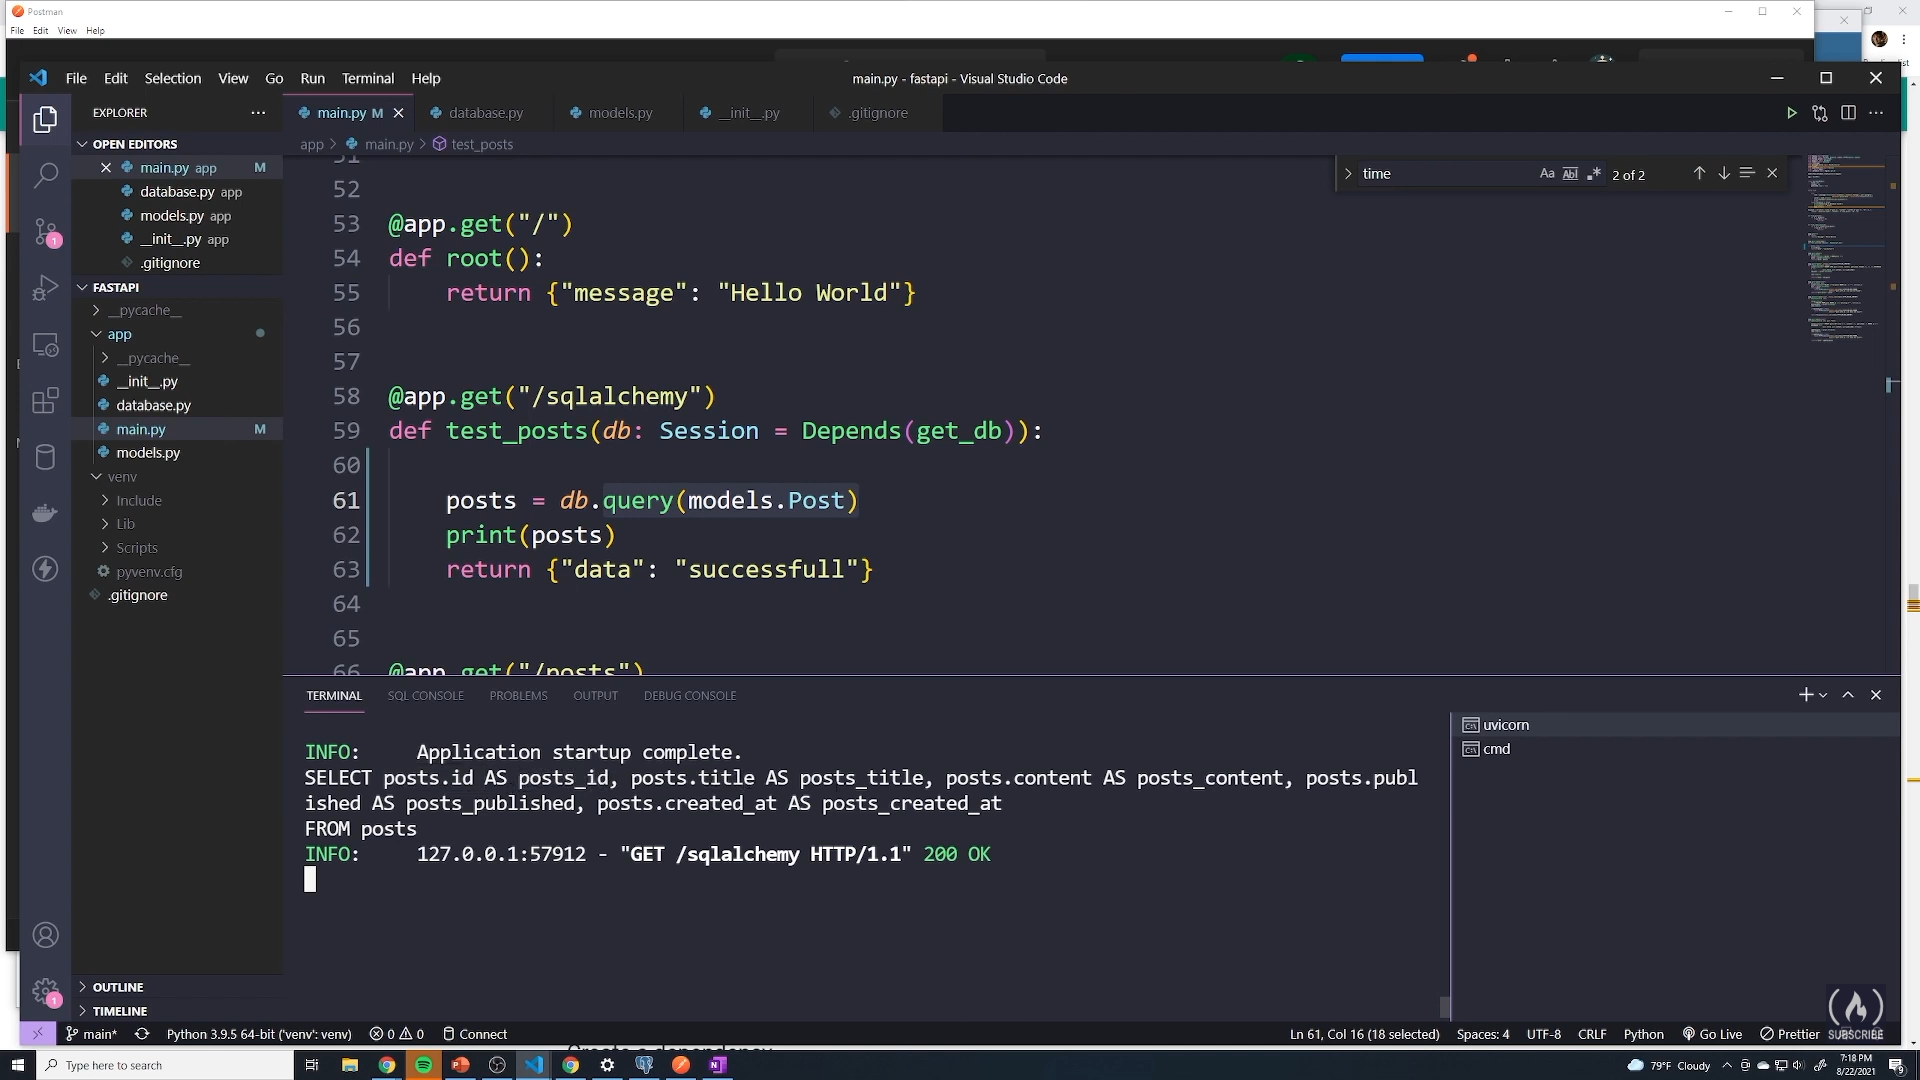 Postman
File Edit View Help
File Edit Selection View Go Run Terminal Help
main.py - fastapi - Visual Studio Code
EXPLORER
OPEN EDITORS
main.py app M
database.py app
models.py app
__init__.py app
.gitignore
FASTAPI
__pycache__
app
__pycache__
__init__.py
database.py
main.py M
models.py
venv
Include
Lib
Scripts
pyvenv.cfg
.gitignore
OUTLINE
TIMELINE
main.py M
database.py
models.py
__init__.py
.gitignore
app > main.py > test_posts
time
Aa Abl .* 2 of 2
51
52
53 @app.get("/")
54 def root():
55 return {"message": "Hello World"}
56
57
58 @app.get("/sqlalchemy")
59 def test_posts(db: Session = Depends(get_db)):
60
61 posts = db.query(models.Post)
62 print(posts)
63 return {"data": "successfull"}
64
65
66 @app.get("/posts")
TERMINAL SQL CONSOLE PROBLEMS OUTPUT DEBUG CONSOLE
INFO: Application startup complete.
SELECT posts.id AS posts_id, posts.title AS posts_title, posts.content AS posts_content, posts.publ
ished AS posts_published, posts.created_at AS posts_created_at
FROM posts
INFO: 127.0.0.1:57912 - "GET /sqlalchemy HTTP/1.1" 200 OK
uvicorn
cmd
SUBSCRIBE
main* Python 3.9.5 64-bit ('venv': venv) 0 0 Connect
Ln 61, Col 16 (18 selected) Spaces: 4 UTF-8 CRLF Python Go Live Prettier
Create a dependency
Type here to search
79°F Cloudy
7:18 PM
8/22/2021